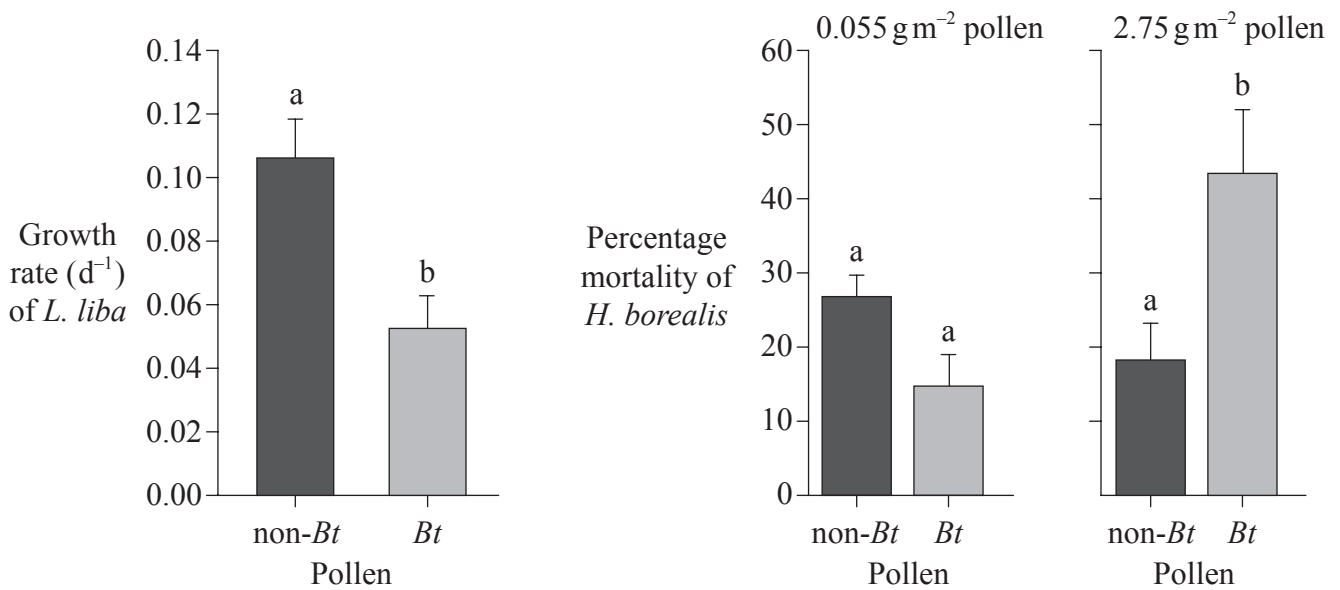 0.14
0.12
0.10
0.08
0.06
0.04
0.02
0.00
Growth
rate (d⁻¹)
of L. liba
a
b
non-Bt Bt
Pollen
Percentage
mortality of
H. borealis
0.055 g m⁻² pollen
60
50
40
30
20
10
0
a
a
non-Bt Bt
Pollen
2.75 g m⁻² pollen
a
b
non-Bt Bt
Pollen